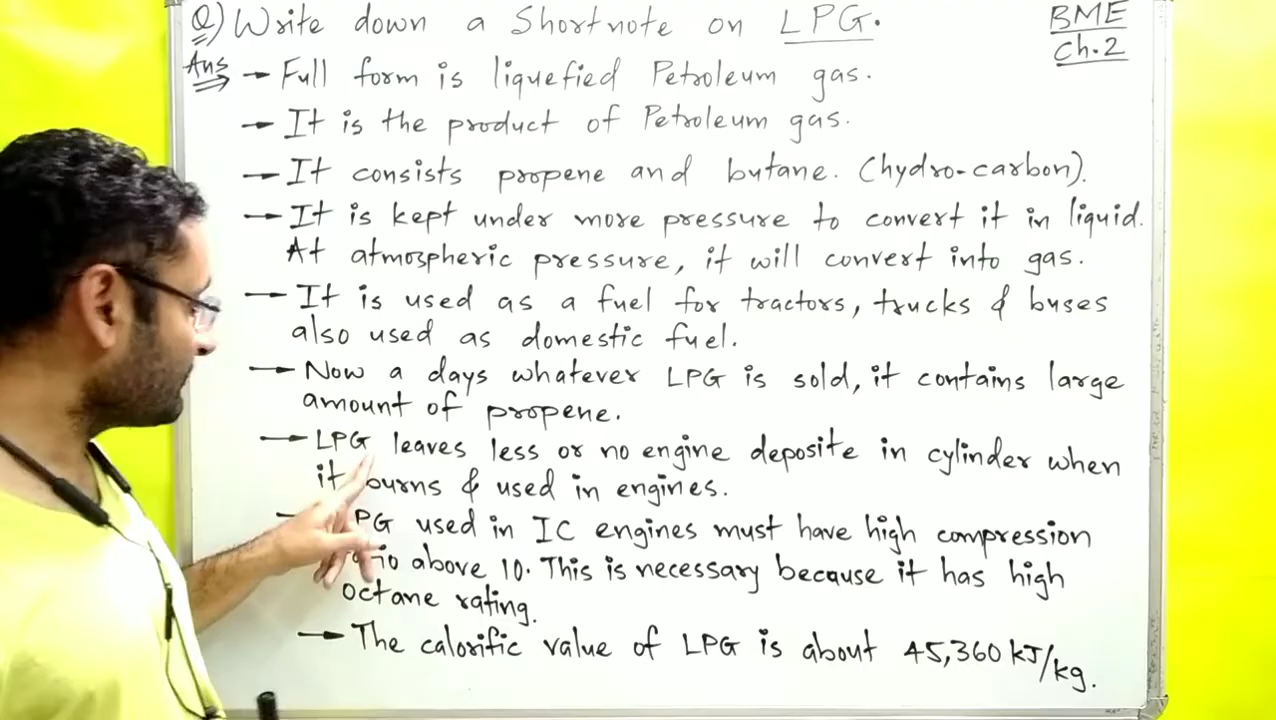 Q) Write down a Shortnote on LPG.
BME
Ch.2
Ans → Full form is liquefied Petroleum gas.
→ It is the product of Petroleum gas.
→ It consists propene and butane. (hydro-carbon).
→ It is kept under more pressure to convert it in liquid.
At atmospheric pressure, it will convert into gas.
→ It is used as a fuel for tractors, trucks & buses
also used as domestic fuel.
→ Now a days whatever LPG is sold, it contains large
amount of propene.
→ LPG leaves less or no engine deposite in cylinder when
it burns & used in engines.
PG used in IC engines must have high compression
io above 10. This is necessary because it has high
octane rating.
→ The calorific value of LPG is about 45,360 kJ/kg.